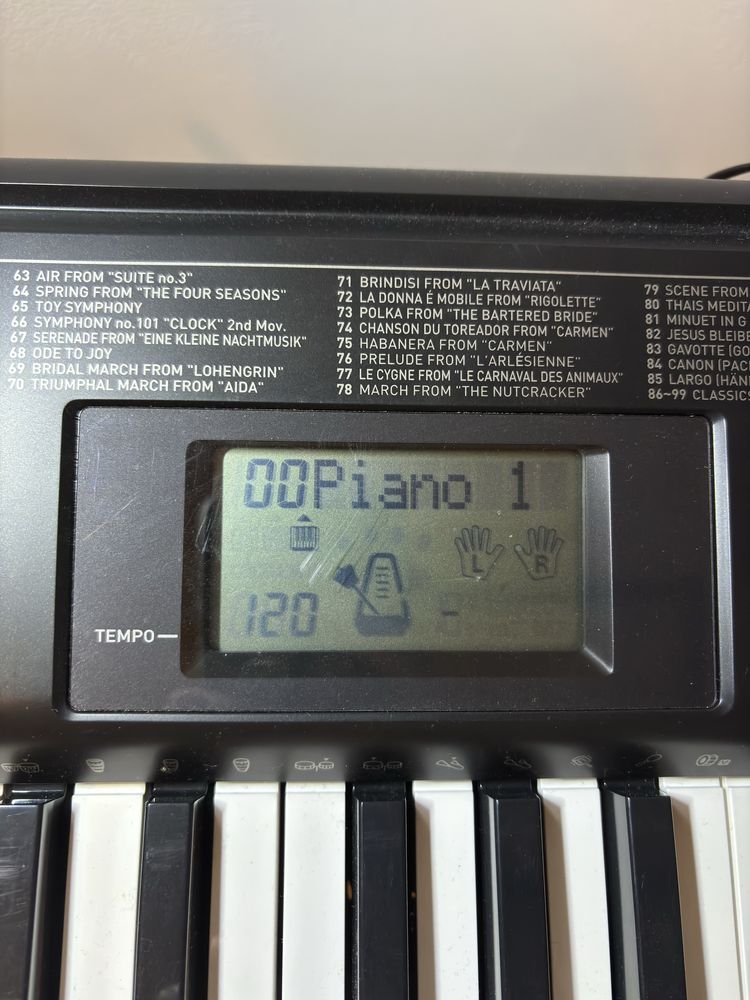 63 AIR FROM "SUITE no.3"
64 SPRING FROM "THE FOUR SEASONS"
65 TOY SYMPHONY
66 SYMPHONY no.101 "CLOCK" 2nd Mov.
67 SERENADE FROM "EINE KLEINE NACHTMUSIK"
68 ODE TO JOY
69 BRIDAL MARCH FROM "LOHENGRIN"
70 TRIUMPHAL MARCH FROM "AIDA"
71 BRINDISI FROM "LA TRAVIATA"
72 LA DONNA É MOBILE FROM "RIGOLETTE"
73 POLKA FROM "THE BARTERED BRIDE"
74 CHANSON DU TOREADOR FROM "CARMEN"
75 HABANERA FROM "CARMEN"
76 PRELUDE FROM "L'ARLÉSIENNE"
77 LE CYGNE FROM "LE CARNAVAL DES ANIMAUX"
78 MARCH FROM "THE NUTCRACKER"
79 SCENE FROM
80 THAIS MEDITA
81 MINUET IN G
82 JESUS BLEIBE
83 GAVOTTE (GO
84 CANON (PAC
85 LARGO (HÄN
86~99 CLASSICS
00Piano 1
L R
120 -
TEMPO